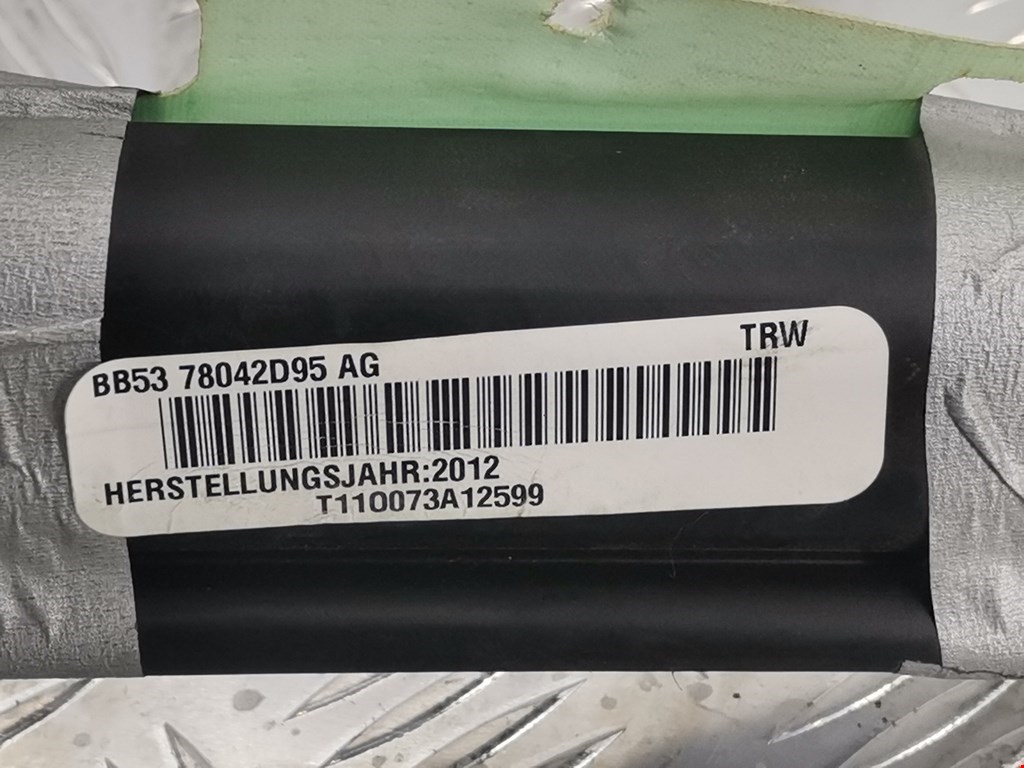 TRW
BB53 78042D95 AG
HERSTELLUNGSJAHR:2012
T110073A12599